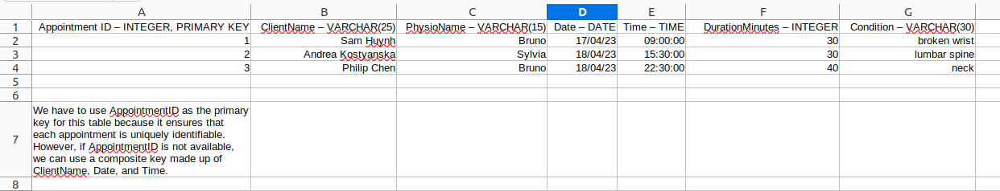 A B C D E F G
1 Appointment ID – INTEGER, PRIMARY KEY ClientName – VARCHAR(25) PhysioName – VARCHAR(15) Date – DATE Time – TIME DurationMinutes – INTEGER Condition – VARCHAR(30)
2 1 Sam Huynh Bruno 17/04/23 09:00:00 30 broken wrist
3 2 Andrea Kostyanska Sylvia 18/04/23 15:30:00 30 lumbar spine
4 3 Philip Chen Bruno 18/04/23 22:30:00 40 neck
5
6
We have to use AppointmentID as the primary
key for this table because it ensures that
each appointment is uniquely identifiable.
7 However, if AppointmentID is not available,
we can use a composite key made up of
ClientName, Date, and Time.
8